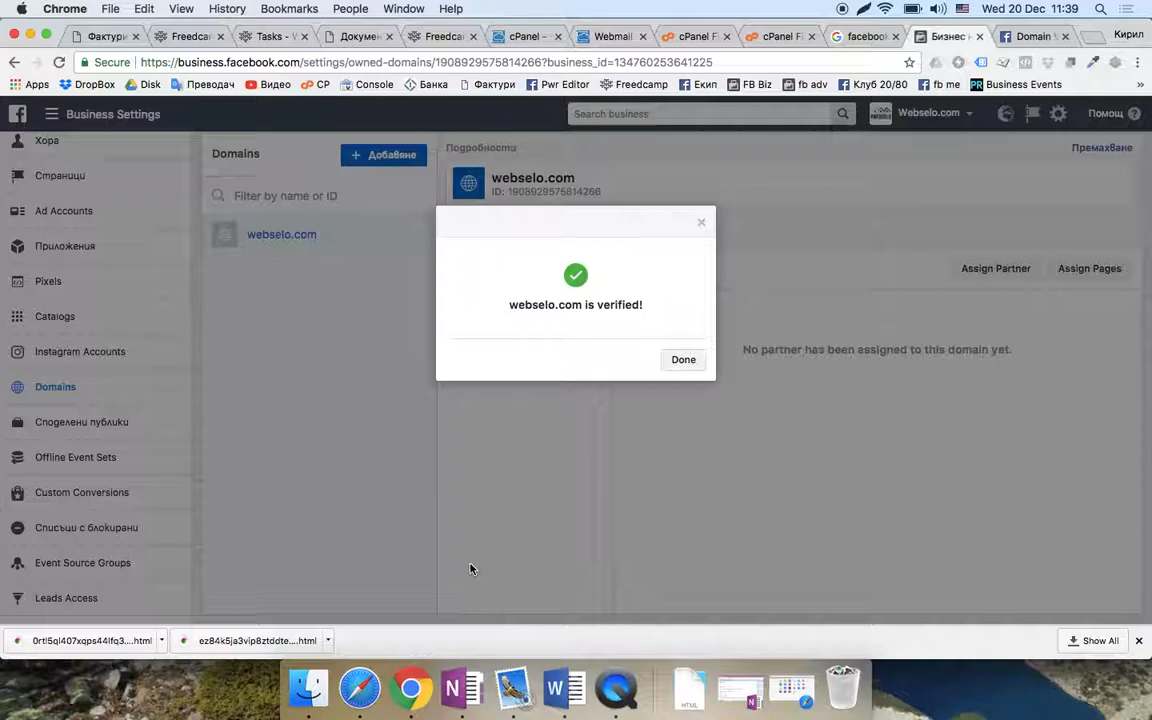 Chrome File Edit View History Bookmarks People Window Help Wed 20 Dec 11:39
Фактури Freedca Tasks - Докумен Freedca cPanel - Webmail cPanel F cPanel F faceboo Бизнес Domain Кирил
Secure https://business.facebook.com/settings/owned-domains/1908929575814266?business_id=134760253641225
Apps DropBox Disk Преводач Видео CP Console Банка Фактури Pwr Editor Freedcamp Екип FB Biz fb adv Клуб 20/80 fb me Business Events »
Business Settings Search business Webselo.com Помощ
Хора
Страници
Ad Accounts
Приложения
Pixels
Catalogs
Instagram Accounts
Domains
Споделени публики
Offline Event Sets
Custom Conversions
Списъци с блокирани
Event Source Groups
Leads Access
Domains + Добавяне
Filter by name or ID
webselo.com
Подробности Премахване
webselo.com
ID: 1908929575814266
Assign Partner Assign Pages
No partner has been assigned to this domain yet.
webselo.com is verified!
Done
0rtl5ql407xqps44lfq3....html ez84k5ja3vip8ztddte....html Show All
HTML